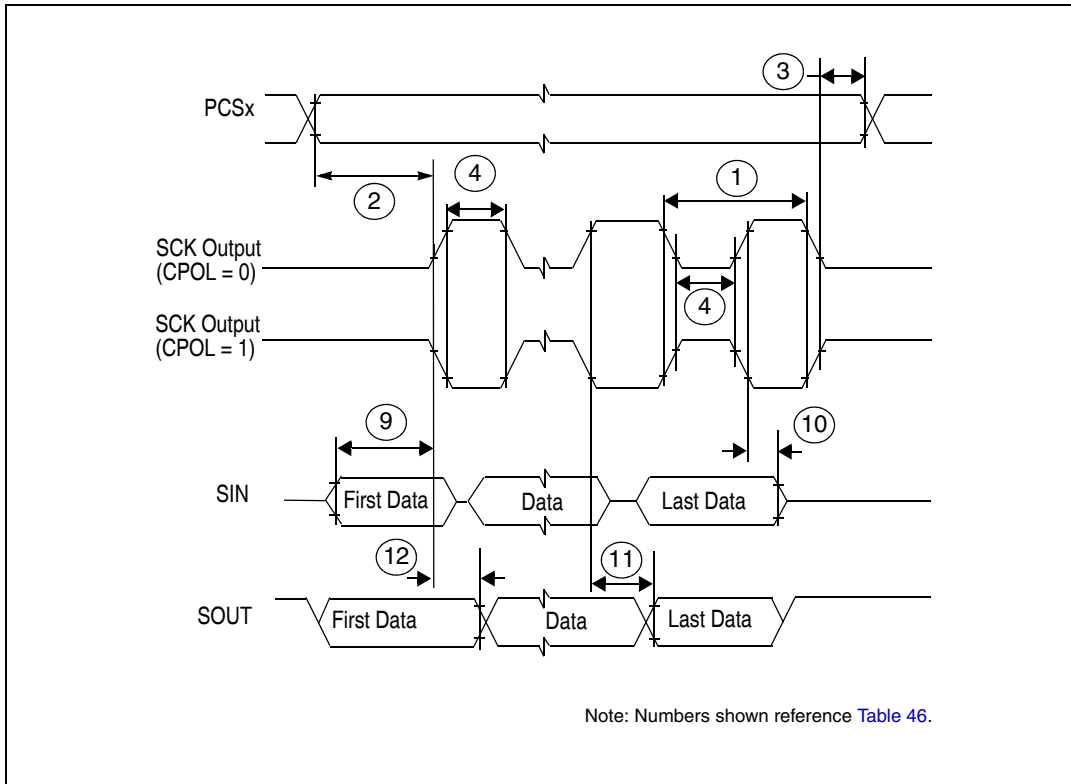 3
PCSx
2
4
1
SCK Output
(CPOL = 0)
4
SCK Output
(CPOL = 1)
9
10
SIN
First Data
Data
Last Data
12
11
SOUT
First Data
Data
Last Data
Note: Numbers shown reference Table 46.